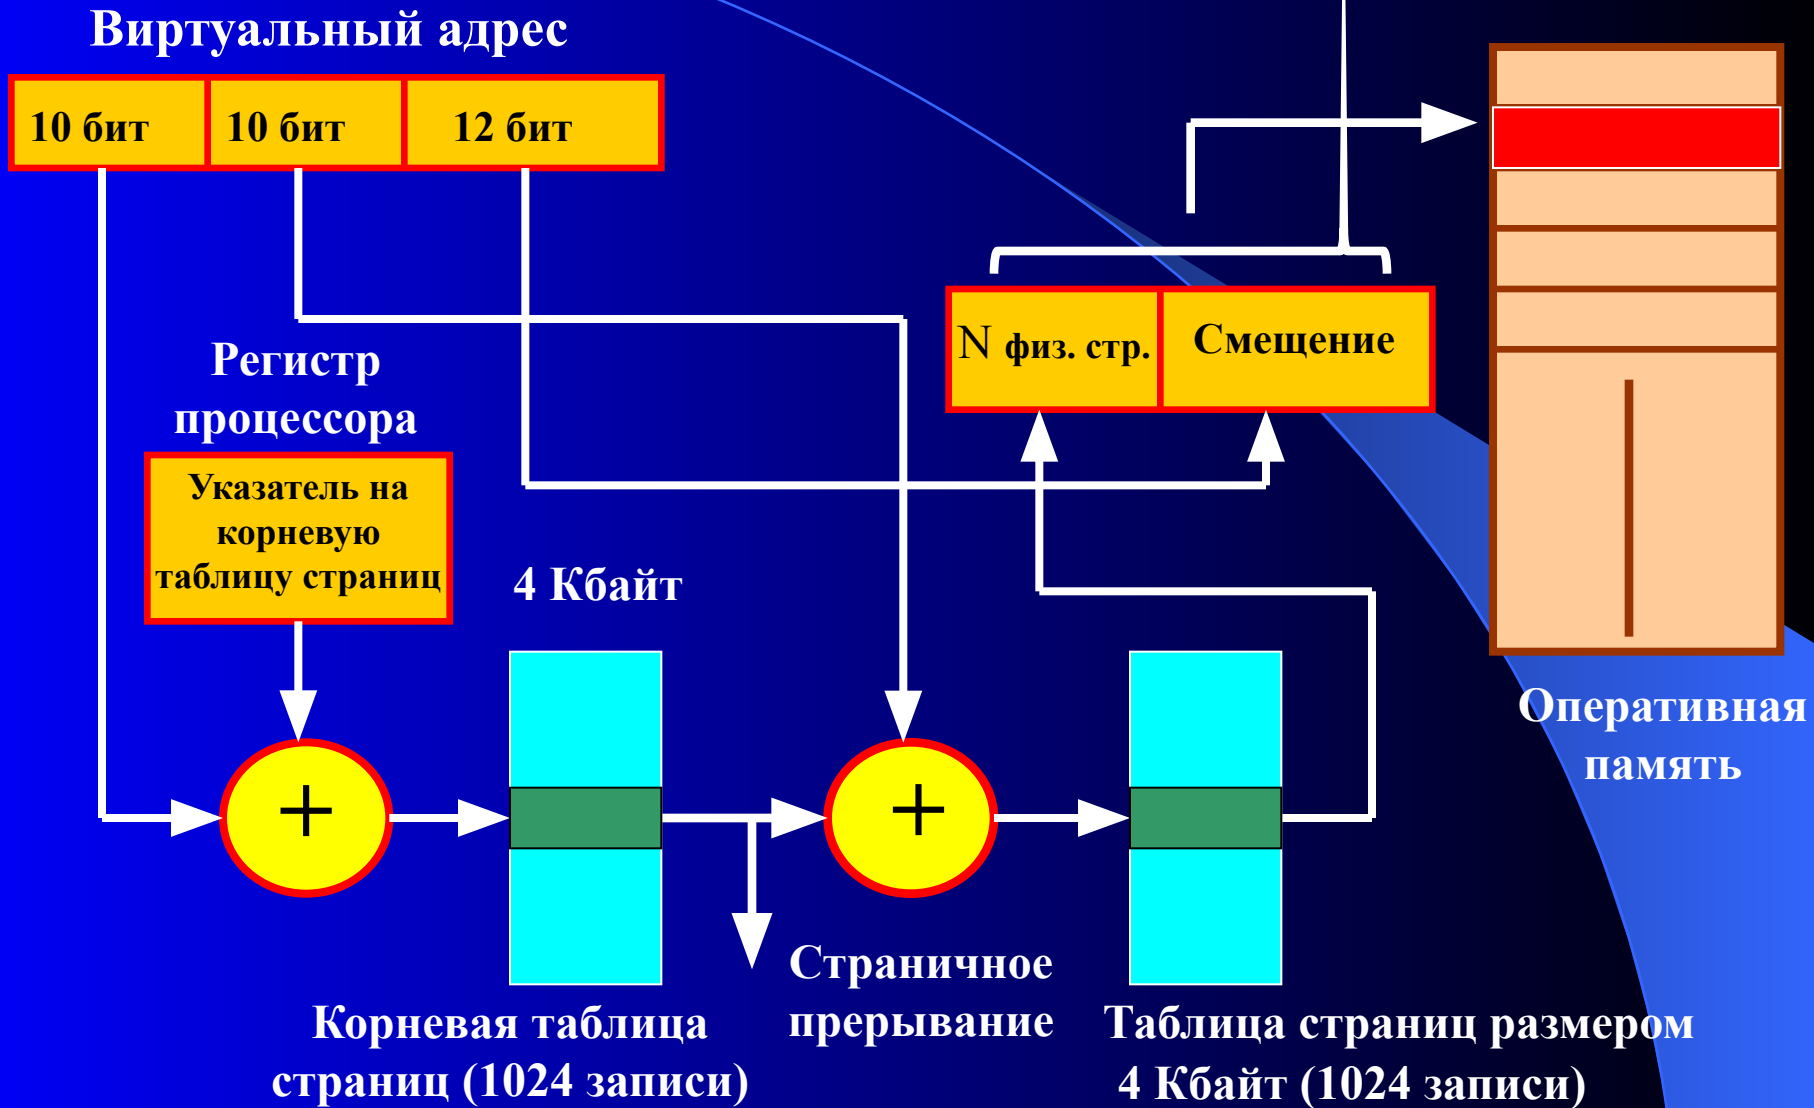 Виртуальный адрес
10 бит
10 бит
12 бит
N физ. стр.
Смещение
Регистр
процессора
Указатель на
корневую
таблицу страниц
4 Кбайт
Оперативная
память
+
+
Страничное
прерывание
Корневая таблица
страниц (1024 записи)
Таблица страниц размером
4 Кбайт (1024 записи)